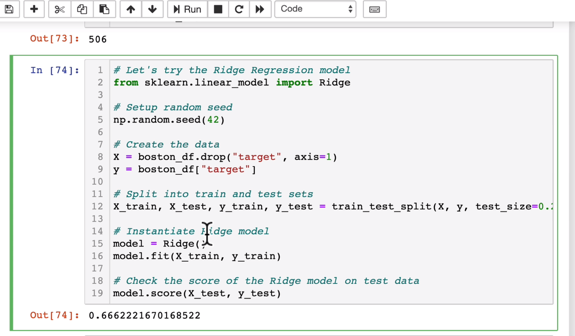 Run
Code
Out[73]: 506
In [74]:
1 # Let's try the Ridge Regression model
2 from sklearn.linear_model import Ridge
3
4 # Setup random seed
5 np.random.seed(42)
6
7 # Create the data
8 X = boston_df.drop("target", axis=1)
9 y = boston_df["target"]
10
11 # Split into train and test sets
12 X_train, X_test, y_train, y_test = train_test_split(X, y, test_size=0.2
13
14 # Instantiate Ridge model
15 model = Ridge()
16 model.fit(X_train, y_train)
17
18 # Check the score of the Ridge model on test data
19 model.score(X_test, y_test)
Out[74]: 0.6662221670168522